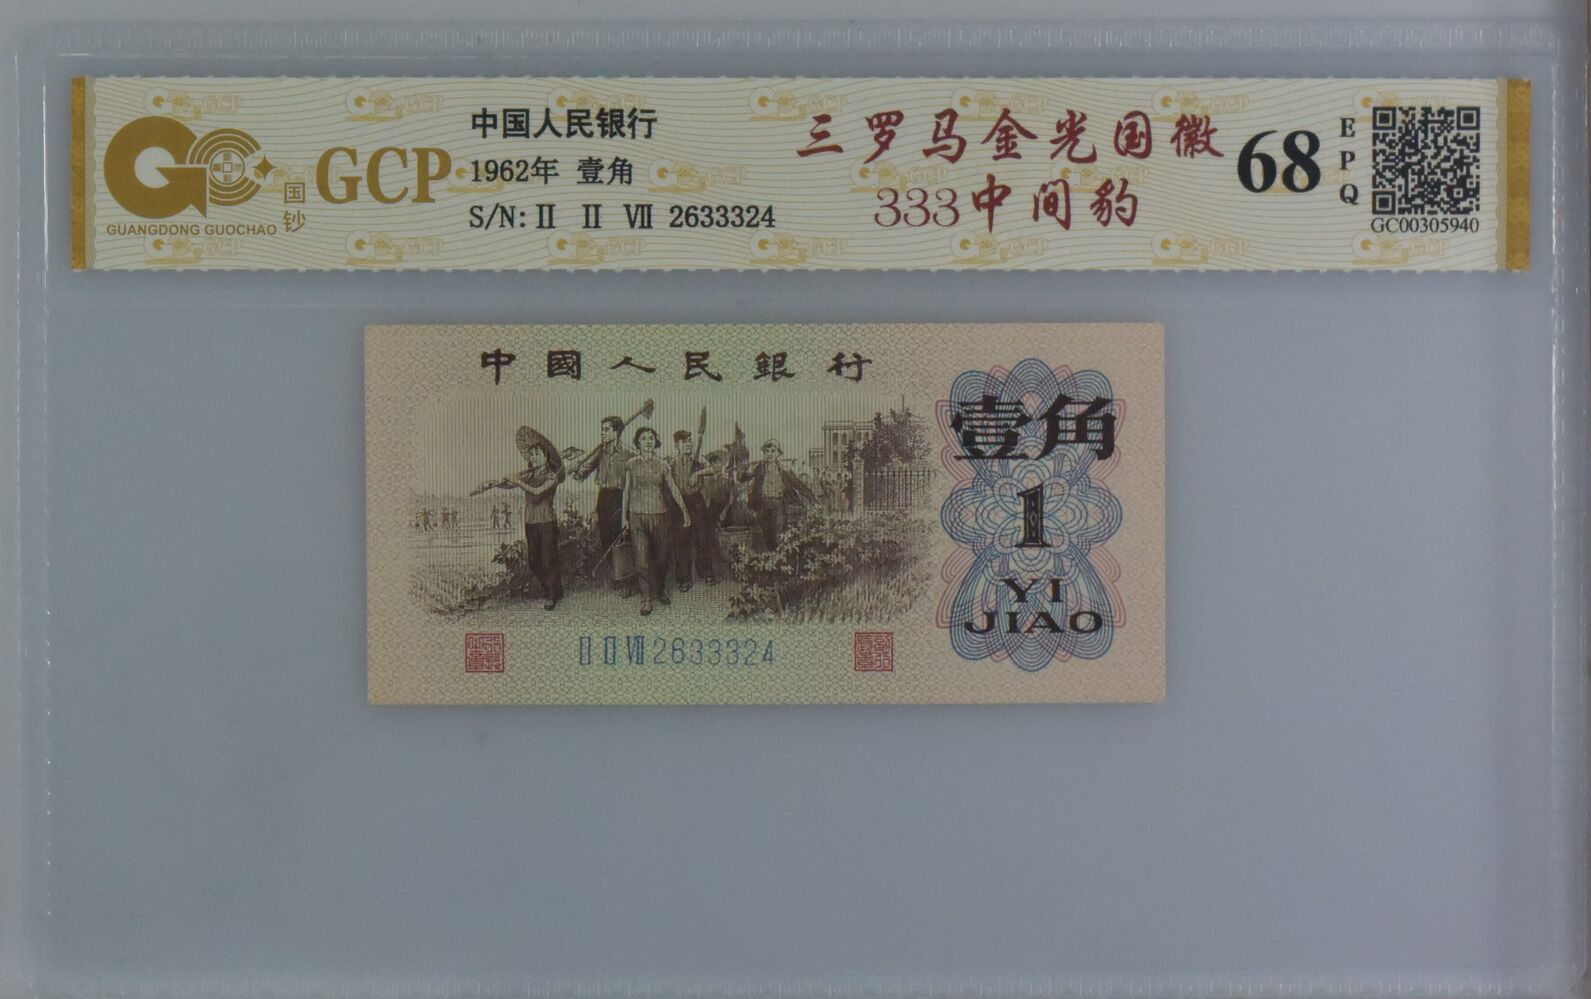 GCP
国钞
GUANGDONG GUOCHAO
中国人民银行
1962年 壹角
S/N: Ⅱ Ⅱ Ⅶ 2633324
三罗马金光国徽
333中间豹
68
EPQ
GC00305940
中國人民銀行
壹角
1
YI
JIAO
Ⅱ Ⅱ Ⅶ 2633324